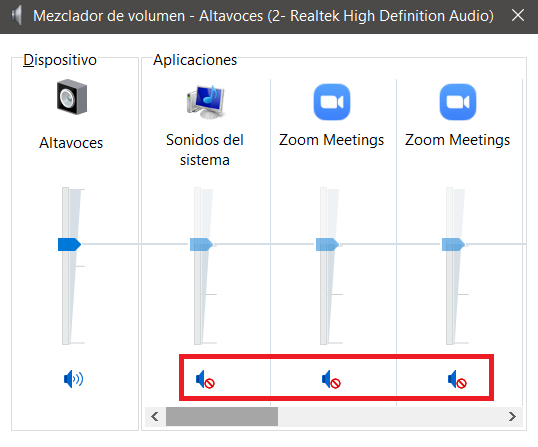 Mezclador de volumen - Altavoces (2- Realtek High Definition Audio)
Dispositivo
Aplicaciones
Altavoces
Sonidos del
sistema
Zoom Meetings
Zoom Meetings